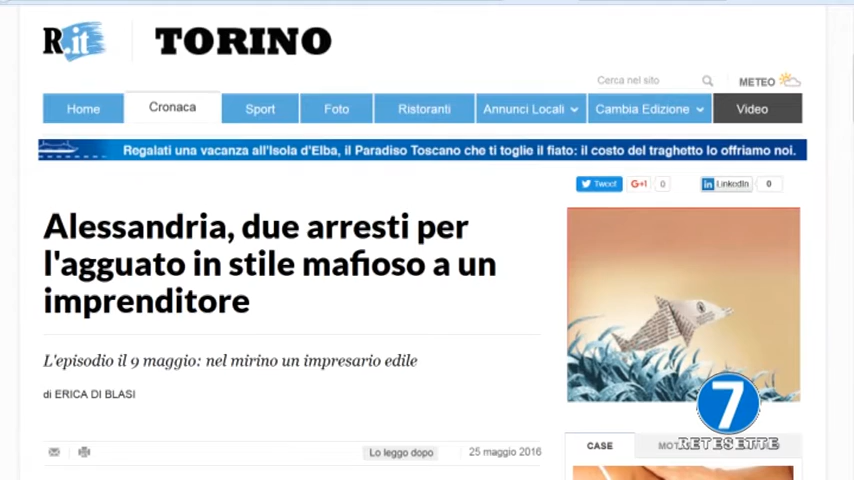 R.it TORINO
Cerca nel sito METEO
Home Cronaca Sport Foto Ristoranti Annunci Locali Cambia Edizione Video
Regalati una vacanza all'Isola d'Elba, il Paradiso Toscano che ti toglie il fiato: il costo del traghetto lo offriamo noi.
Tweet G+1 0 in LinkedIn 0
Alessandria, due arresti per
l'agguato in stile mafioso a un
imprenditore
L'episodio il 9 maggio: nel mirino un impresario edile
di ERICA DI BLASI
7
RETESETTE
CASE
Lo leggo dopo 25 maggio 2016